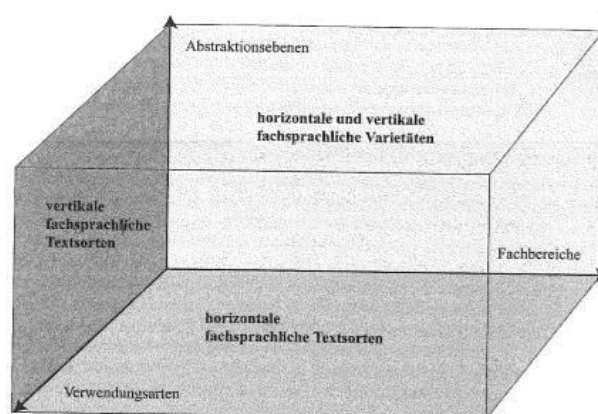 Abstraktionsebenen
horizontale und vertikale
fachsprachliche Varietäten
vertikale
fachsprachliche
Textsorten
Fachbereiche
horizontale
fachsprachliche Textsorten
Verwendungsarten